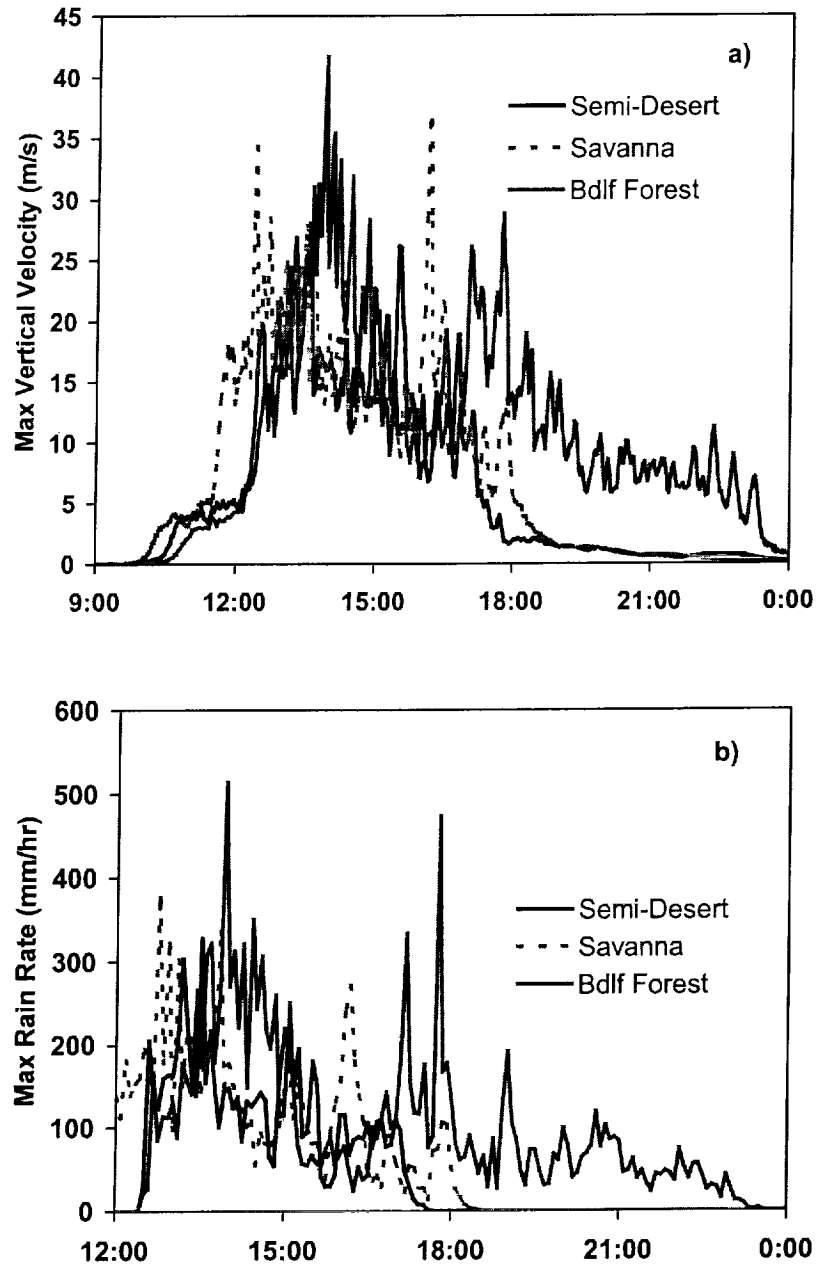 a)
Max Vertical Velocity (m/s)
45
40
35
30
25
20
15
10
5
0
Semi-Desert
Savanna
Bdlf Forest
9:00 12:00 15:00 18:00 21:00 0:00
b)
Max Rain Rate (mm/hr)
600
500
400
300
200
100
0
Semi-Desert
Savanna
Bdlf Forest
12:00 15:00 18:00 21:00 0:00